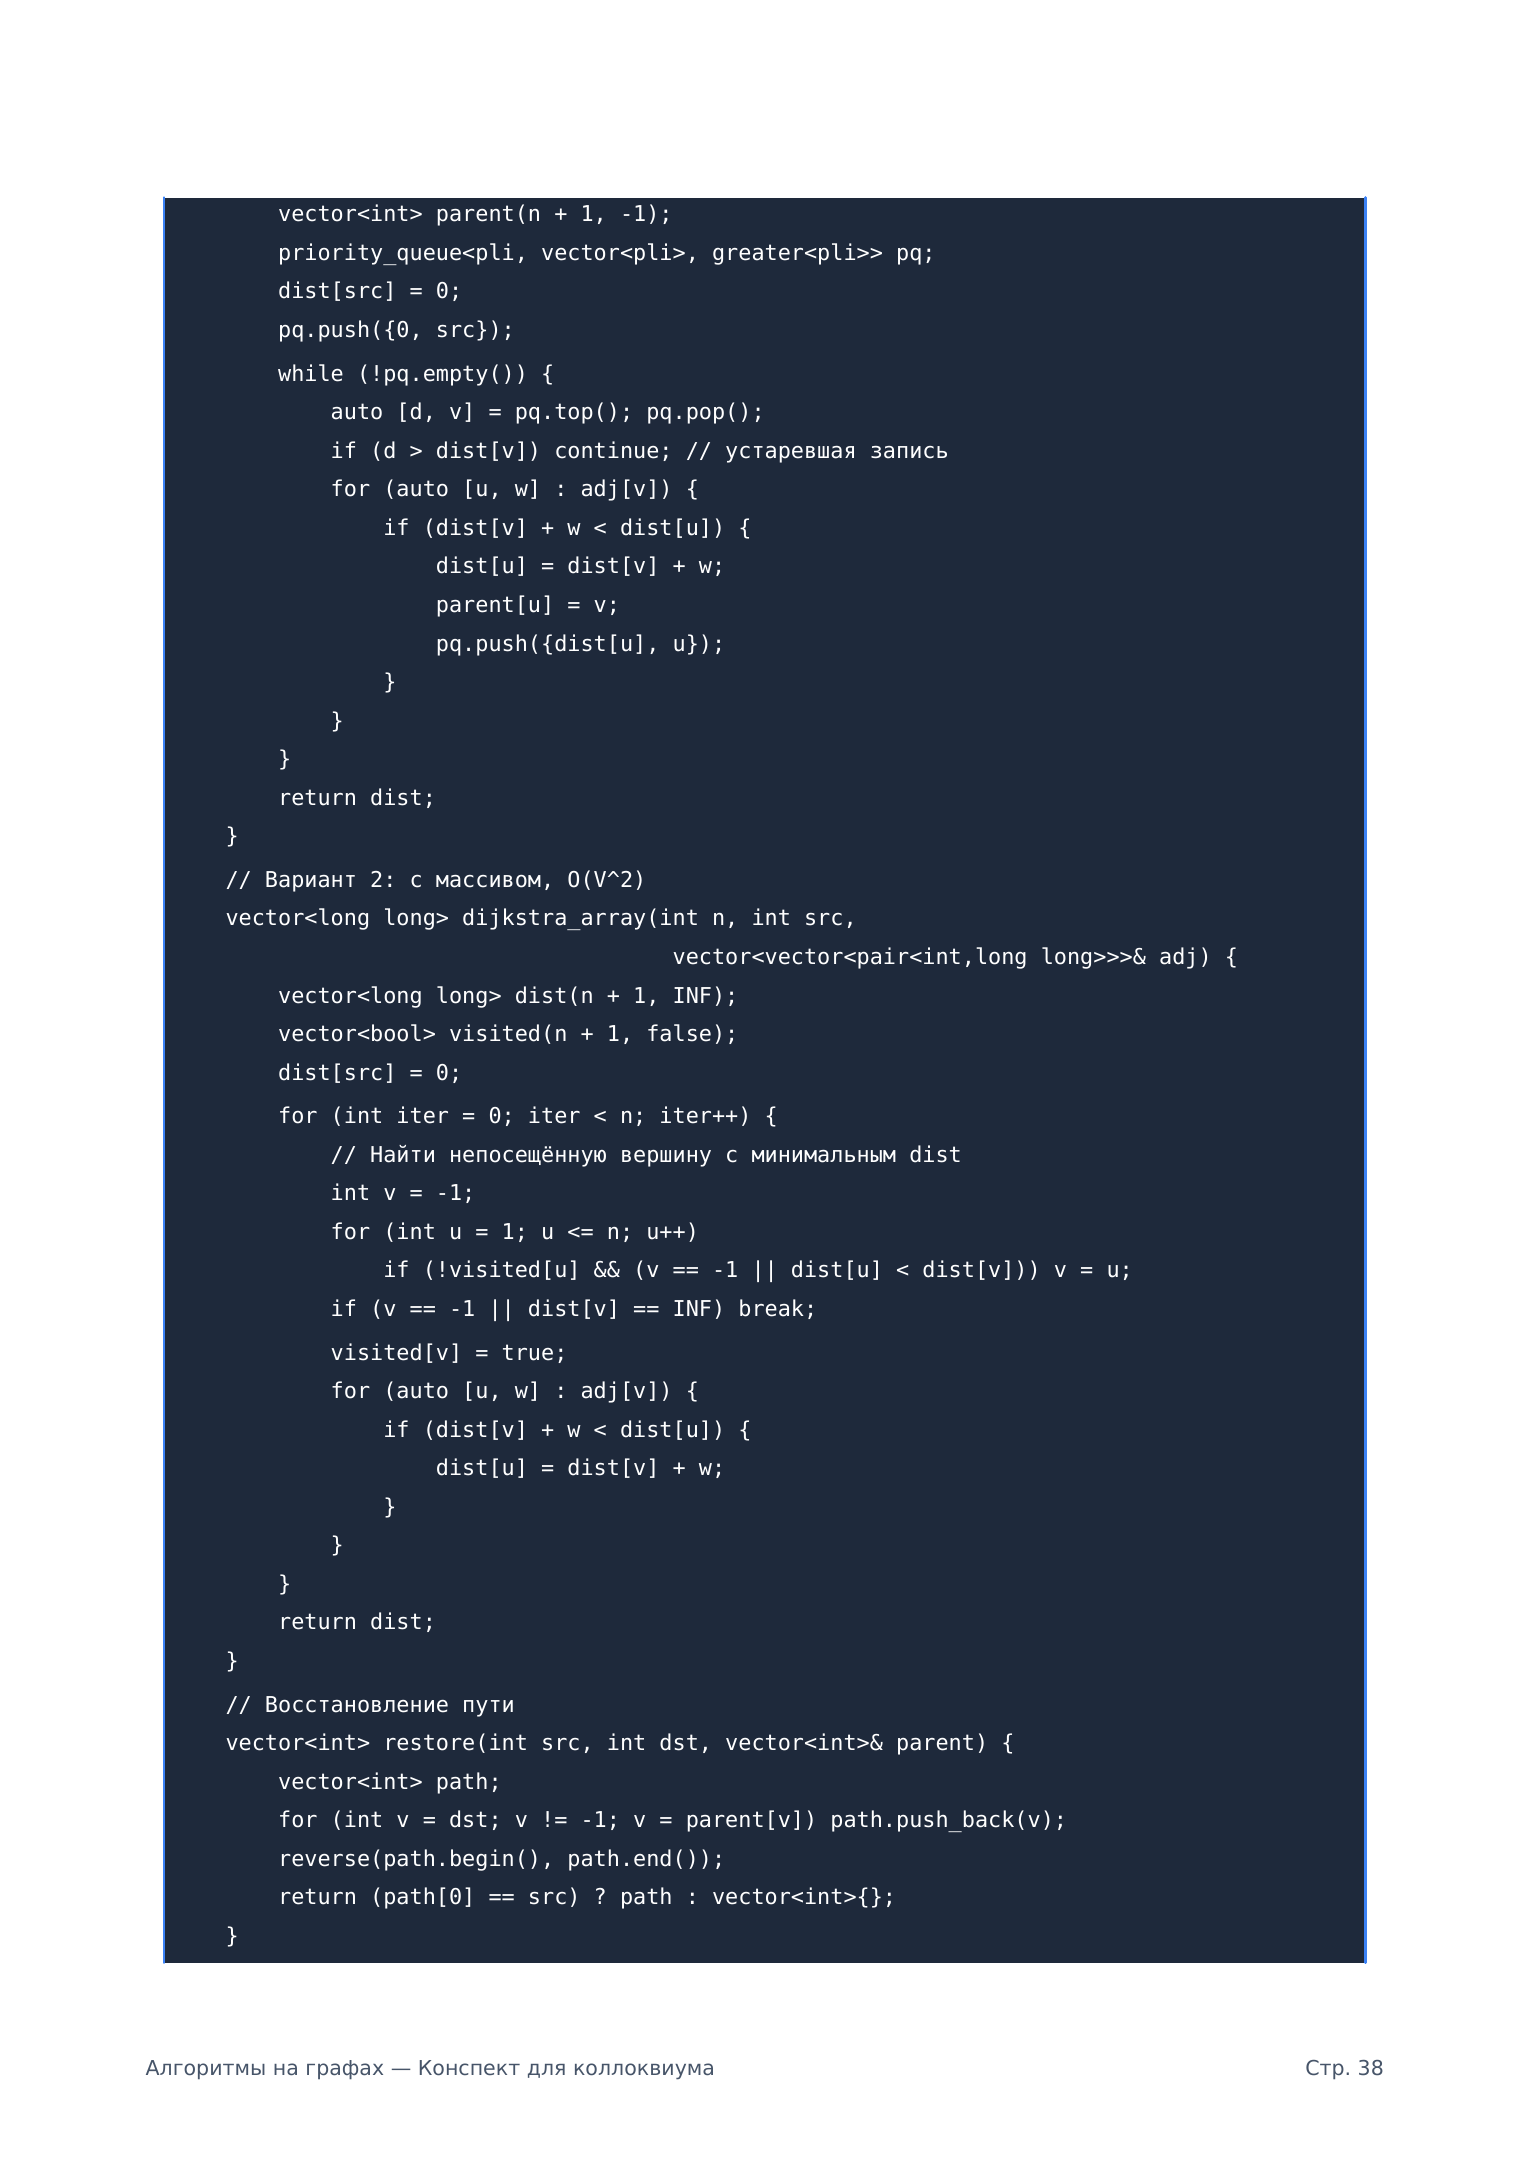 vector<int> parent(n + 1, -1);
priority_queue<pli, vector<pli>, greater<pli>> pq;
dist[src] = 0;
pq.push({0, src});
while (!pq.empty()) {
auto [d, v] = pq.top(); pq.pop();
if (d > dist[v]) continue; // устаревшая запись
for (auto [u, w] : adj[v]) {
if (dist[v] + w < dist[u]) {
dist[u] = dist[v] + w;
parent[u] = v;
pq.push({dist[u], u});
}
}
}
return dist;
}
// Вариант 2: с массивом, O(V^2)
vector<long long> dijkstra_array(int n, int src,
vector<vector<pair<int,long long>>>& adj) {
vector<long long> dist(n + 1, INF);
vector<bool> visited(n + 1, false);
dist[src] = 0;
for (int iter = 0; iter < n; iter++) {
// Найти непосещённую вершину с минимальным dist
int v = -1;
for (int u = 1; u <= n; u++)
if (!visited[u] && (v == -1 || dist[u] < dist[v])) v = u;
if (v == -1 || dist[v] == INF) break;
visited[v] = true;
for (auto [u, w] : adj[v]) {
if (dist[v] + w < dist[u]) {
dist[u] = dist[v] + w;
}
}
}
return dist;
}
// Восстановление пути
vector<int> restore(int src, int dst, vector<int>& parent) {
vector<int> path;
for (int v = dst; v != -1; v = parent[v]) path.push_back(v);
reverse(path.begin(), path.end());
return (path[0] == src) ? path : vector<int>{};
}
Алгоритмы на графах — Конспект для коллоквиума
Стр. 38